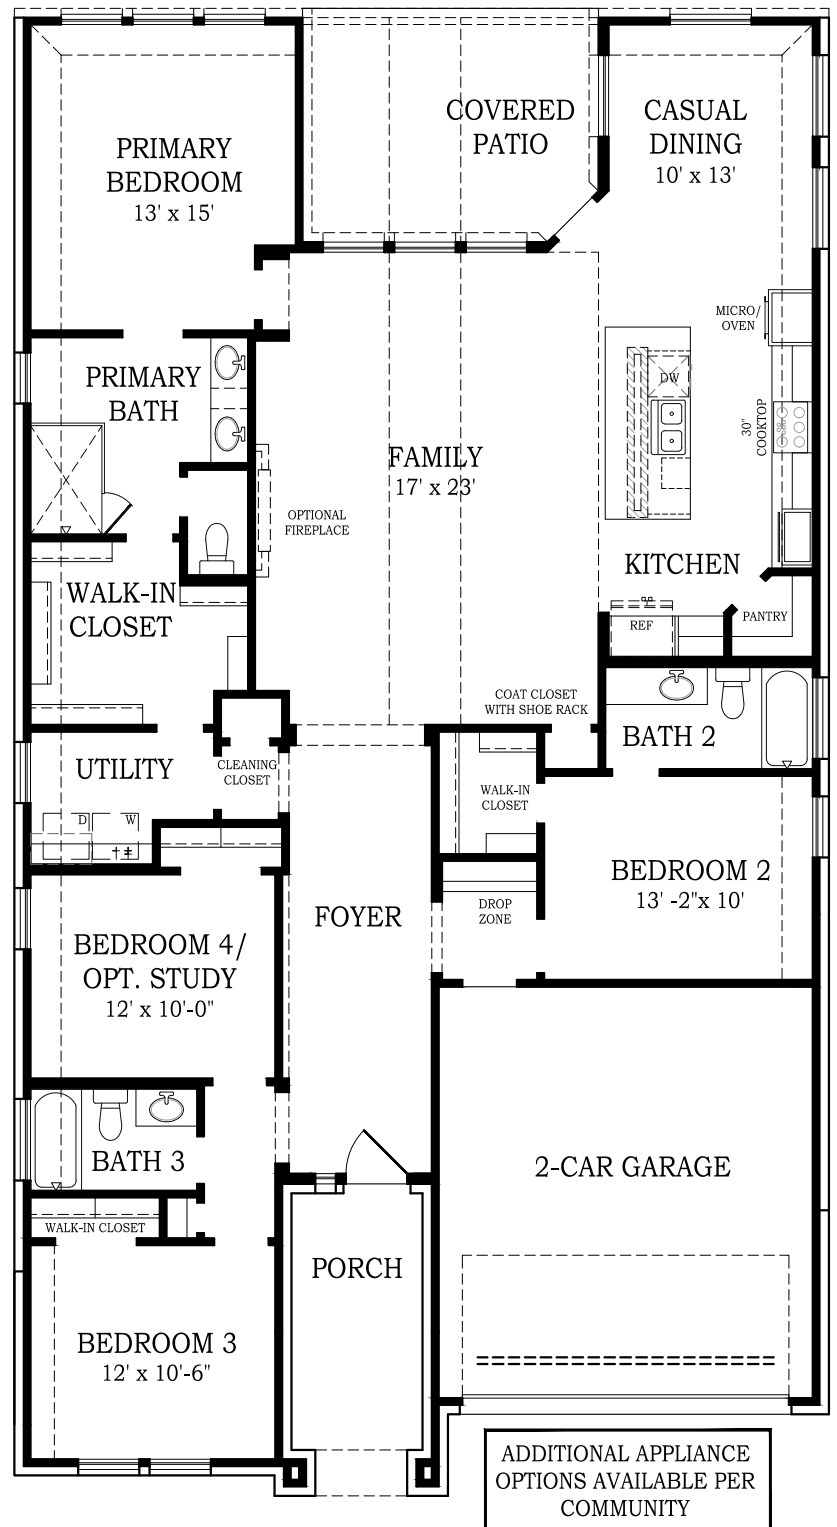 COVERED
PATIO
CASUAL
DINING
10' x 13'
PRIMARY
BEDROOM
13' x 15'
MICRO/
OVEN
PRIMARY
BATH
DW
30"
COOKTOP
FAMILY
17' x 23'
OPTIONAL
FIREPLACE
KITCHEN
WALK-IN
CLOSET
REF
PANTRY
COAT CLOSET
WITH SHOE RACK
BATH 2
UTILITY
CLEANING
CLOSET
WALK-IN
CLOSET
D
W
BEDROOM 2
13' -2"x 10'
DROP
ZONE
FOYER
BEDROOM 4/
OPT. STUDY
12' x 10'-0"
BATH 3
2-CAR GARAGE
WALK-IN CLOSET
PORCH
BEDROOM 3
12' x 10'-6"
ADDITIONAL APPLIANCE
OPTIONS AVAILABLE PER
COMMUNITY